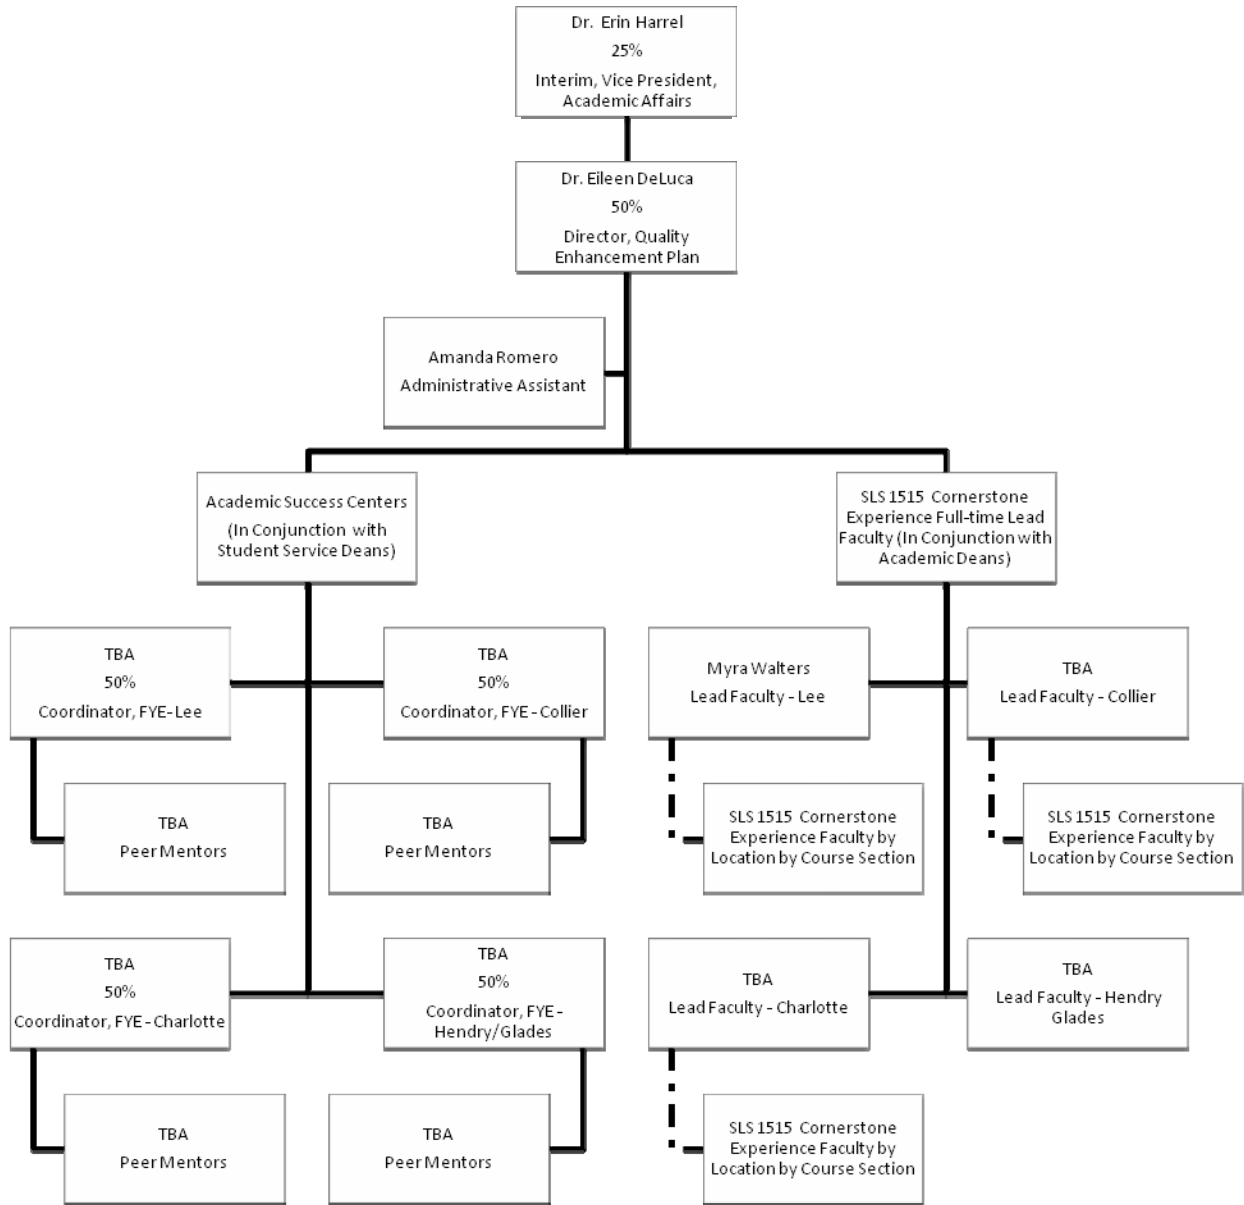 Dr. Erin Harrel
25%
Interim, Vice President,
Academic Affairs
Dr. Eileen DeLuca
50%
Director, Quality
Enhancement Plan
Amanda Romero
Administrative Assistant
Academic Success Centers
(In Conjunction with
Student Service Deans)
SLS 1515 Cornerstone
Experience Full-time Lead
Faculty (In Conjunction with
Academic Deans)
TBA
50%
Coordinator, FYE- Lee
TBA
50%
Coordinator, FYE - Collier
Myra Walters
Lead Faculty - Lee
TBA
Lead Faculty - Collier
TBA
Peer Mentors
TBA
Peer Mentors
SLS 1515 Cornerstone
Experience Faculty by
Location by Course Section
SLS 1515 Cornerstone
Experience Faculty by
Location by Course Section
TBA
50%
Coordinator, FYE - Charlotte
TBA
50%
Coordinator, FYE -
Hendry/Glades
TBA
Lead Faculty - Charlotte
TBA
Lead Faculty - Hendry
Glades
TBA
Peer Mentors
TBA
Peer Mentors
SLS 1515 Cornerstone
Experience Faculty by
Location by Course Section